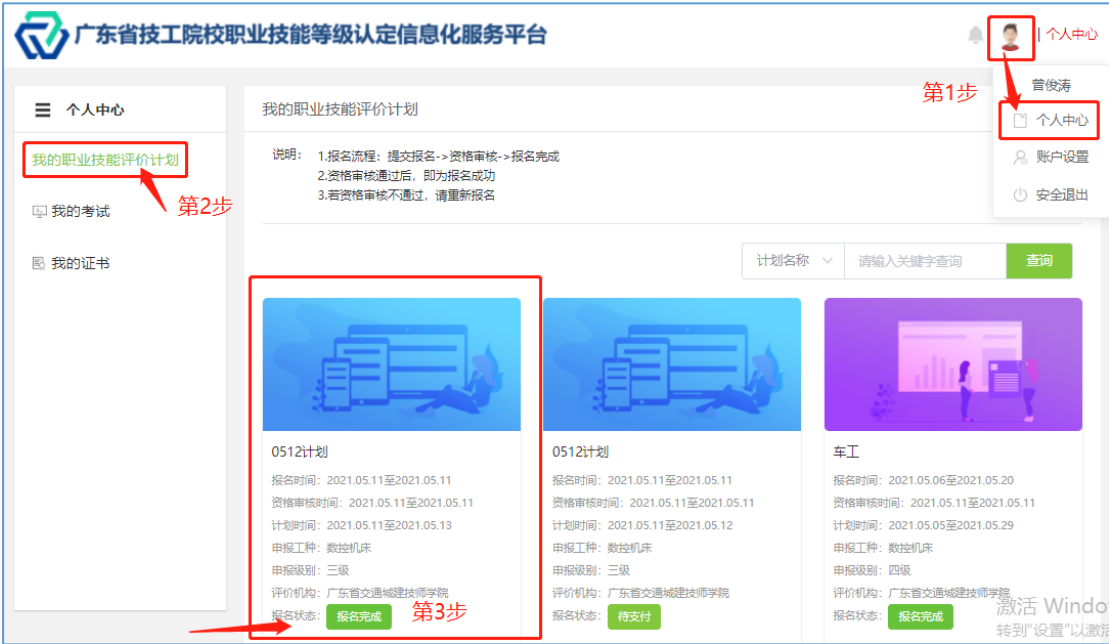 广东省技工院校职业技能等级认定信息化服务平台
| 个人中心
第1步
曾俊涛
个人中心
账户设置
安全退出
个人中心
我的职业技能评价计划
第2步
我的考试
我的证书
我的职业技能评价计划
说明： 1.报名流程：提交报名->资格审核->报名完成
2.资格审核通过后，即为报名成功
3.若资格审核不通过，请重新报名
计划名称 请输入关键字查询 查询
0512计划
报名时间：2021.05.11至2021.05.11
资格审核时间：2021.05.11至2021.05.11
计划时间：2021.05.11至2021.05.13
申报工种：数控机床
申报级别：三级
评价机构：广东省交通城建技师学院
报名状态： 报名完成
第3步
0512计划
报名时间：2021.05.11至2021.05.11
资格审核时间：2021.05.11至2021.05.11
计划时间：2021.05.11至2021.05.12
申报工种：数控机床
申报级别：三级
评价机构：广东省交通城建技师学院
报名状态： 待支付
车工
报名时间：2021.05.06至2021.05.20
资格审核时间：2021.05.11至2021.05.11
计划时间：2021.05.05至2021.05.29
申报工种：数控机床
申报级别：四级
评价机构：广东省交通城建技师学院
报名状态： 报名完成
激活 Windo
转到"设置"以激活